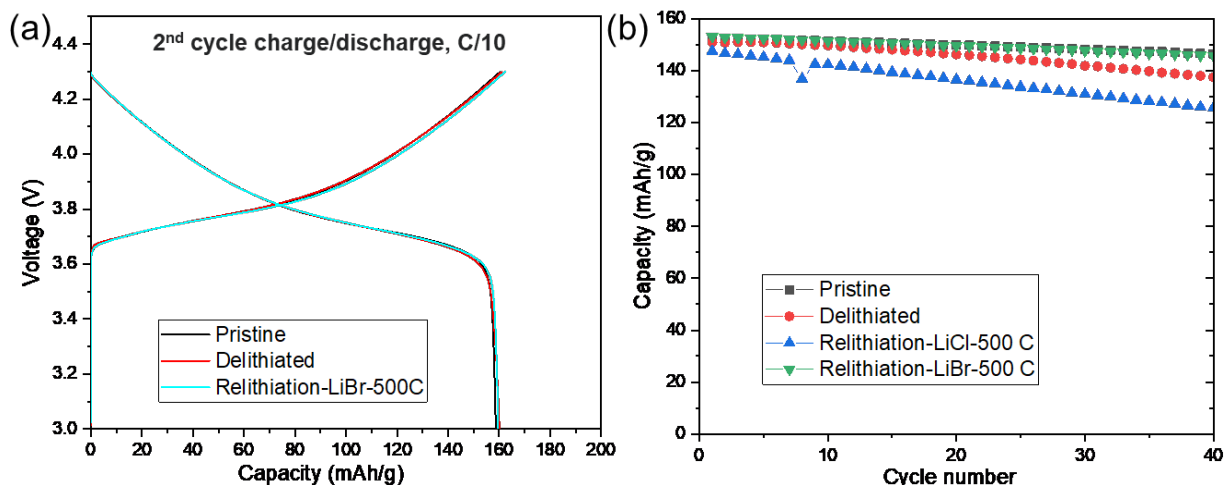 (a)
2nd cycle charge/discharge, C/10
Voltage (V)
4.4
4.2
4.0
3.8
3.6
3.4
3.2
3.0
Pristine
Delithiated
Relithiation-LiBr-500C
0 20 40 60 80 100 120 140 160 180 200
Capacity (mAh/g)
(b)
Capacity (mAh/g)
160
140
120
100
80
60
40
20
0
Pristine
Delithiated
Relithiation-LiCl-500 C
Relithiation-LiBr-500 C
0 10 20 30 40
Cycle number